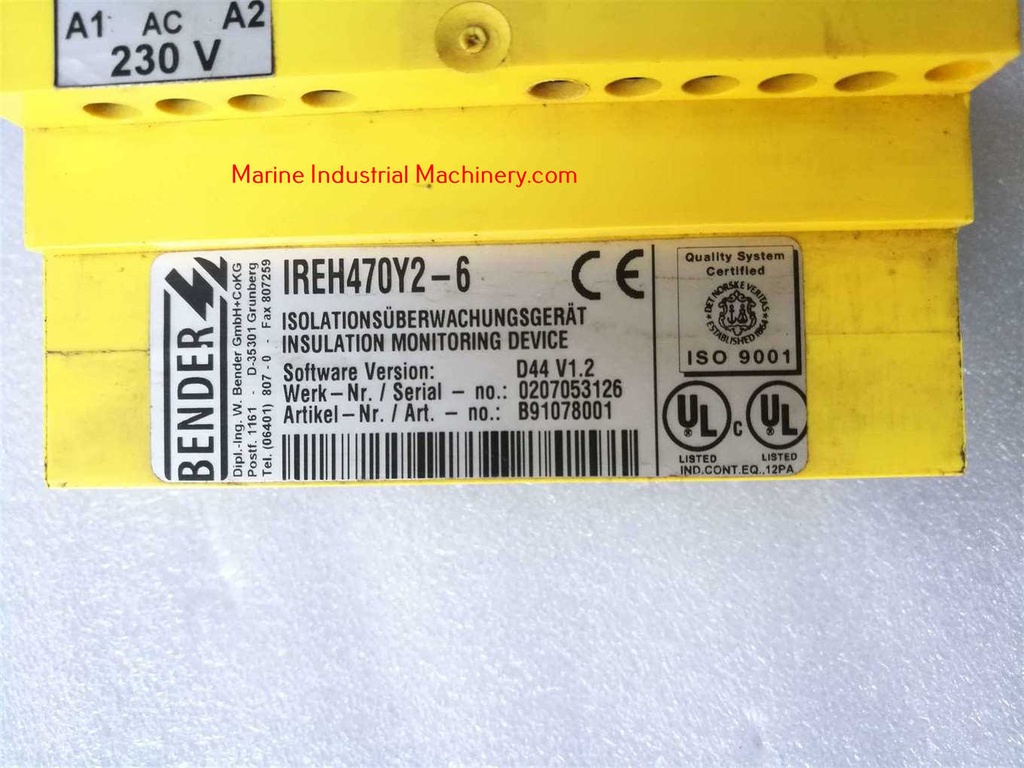 A1 AC A2
230 V
Marine Industrial Machinery.com
BENDER
Dipl.-Ing. W. Bender GmbH+CoKG
Postf. 1161 - D-35301 Grünberg
Tel. (06401) 807 - 0 - Fax 807259
IREH470Y2-6
CE
ISOLATIONSÜBERWACHUNGSGERÄT
INSULATION MONITORING DEVICE
Software Version: D44 V1.2
Werk-Nr. / Serial - no.: 0207053126
Artikel-Nr. / Art. - no.: B91078001
Quality System
Certified
DET NORSKE VERITAS
ESTABLISHED 1864
ISO 9001
UL C UL
LISTED LISTED
IND.CONT.EQ..12PA